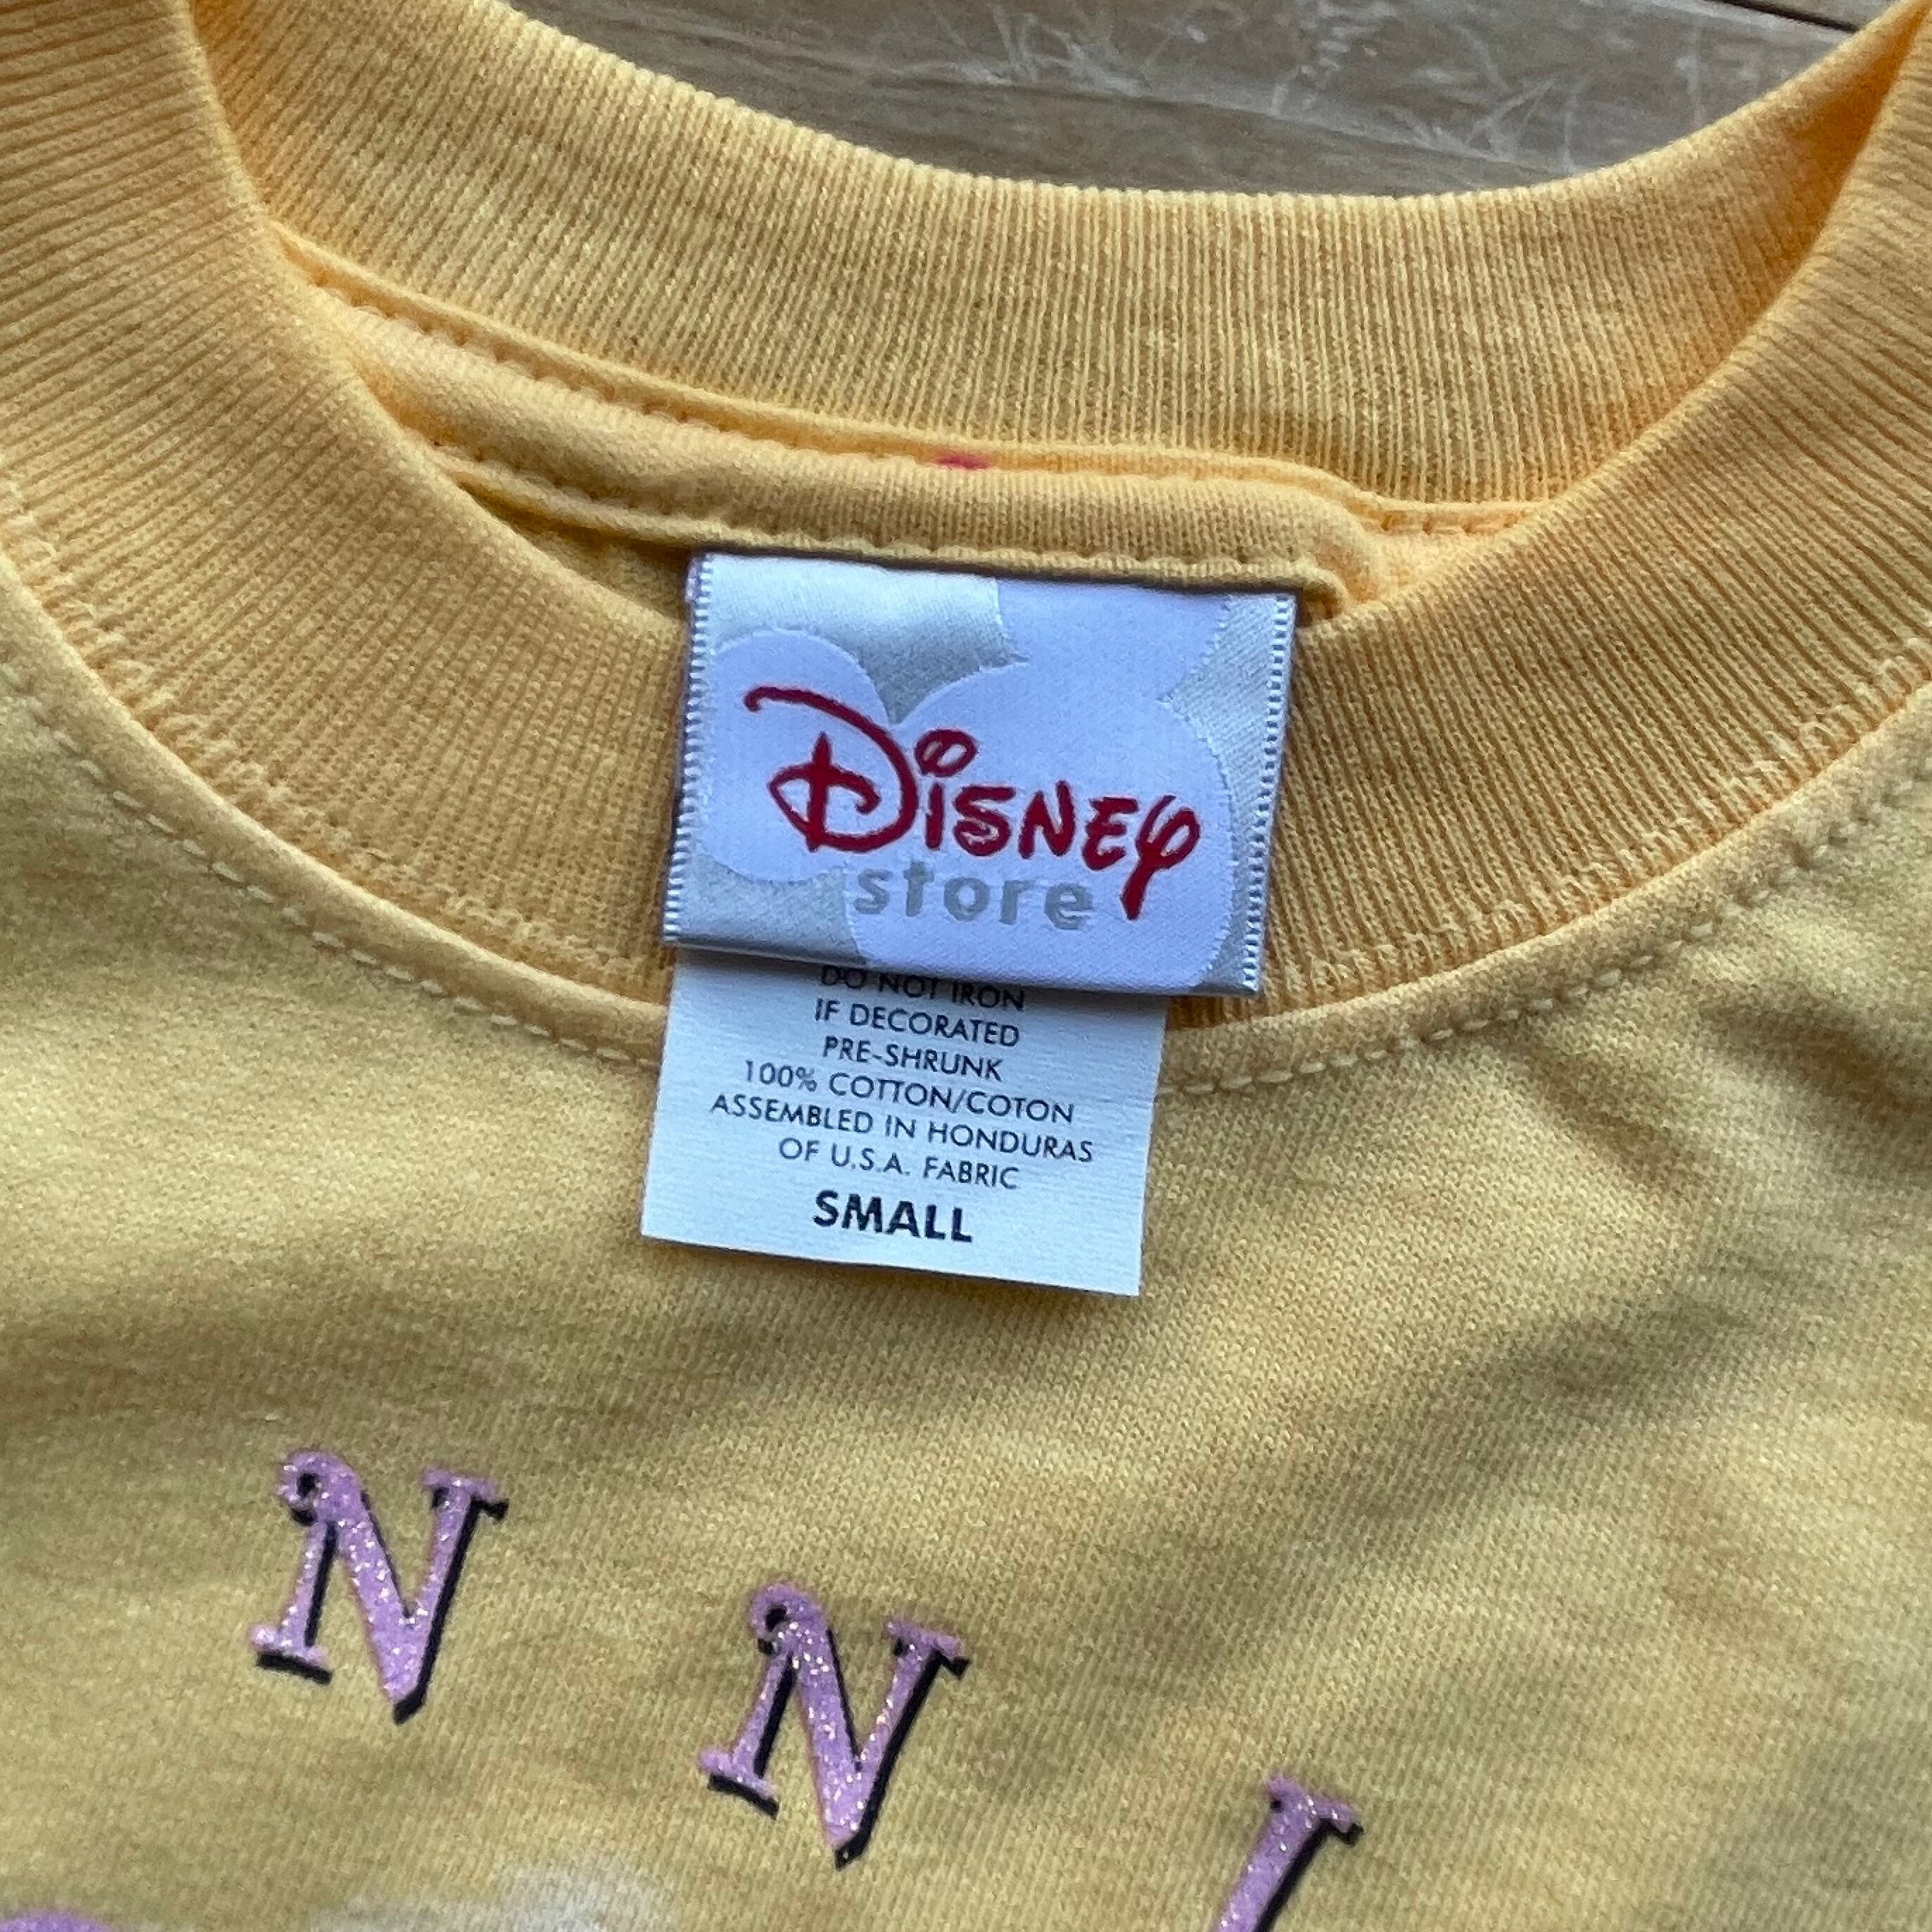 Disney
store
DO NOT IRON
IF DECORATED
PRE-SHRUNK
100% COTTON/COTON
ASSEMBLED IN HONDURAS
OF U.S.A. FABRIC
SMALL
N N I